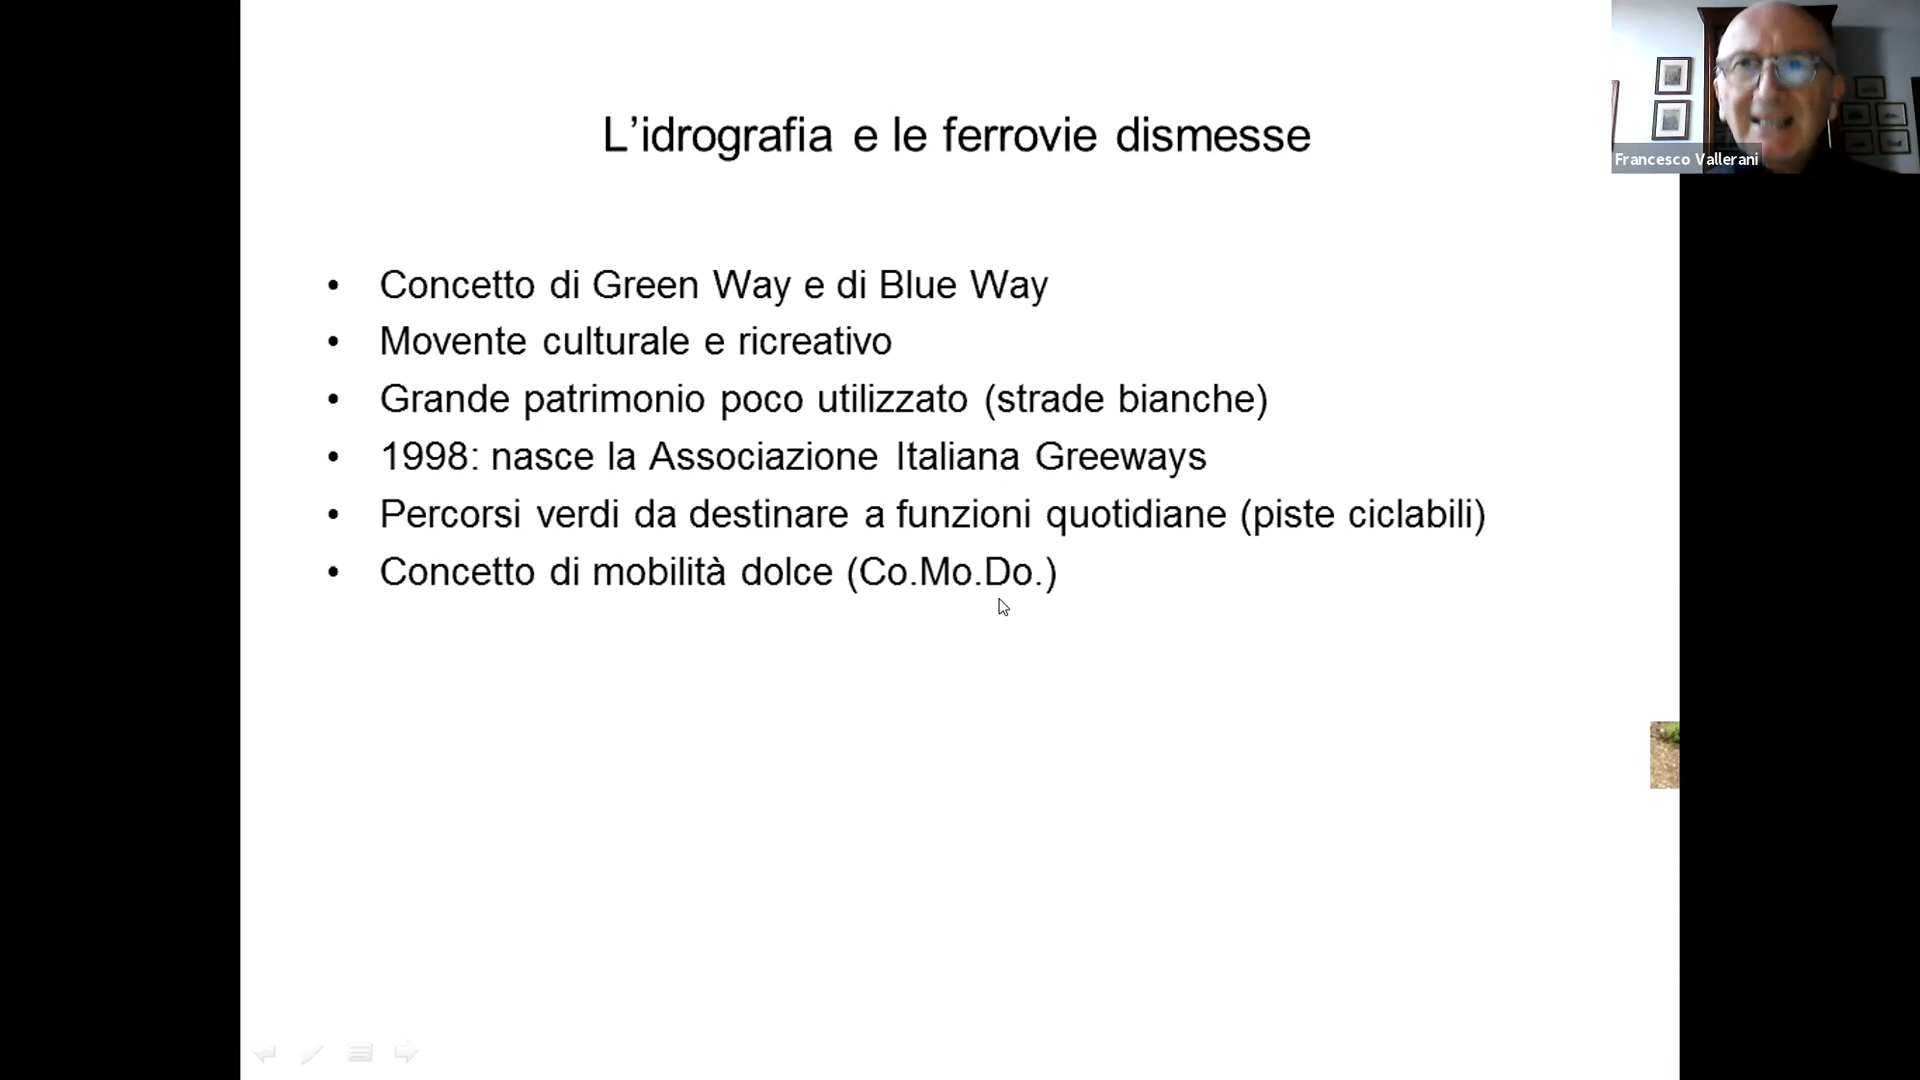 L’idrografia e le ferrovie dismesse
Francesco Vallerani
• Concetto di Green Way e di Blue Way
• Movente culturale e ricreativo
• Grande patrimonio poco utilizzato (strade bianche)
• 1998: nasce la Associazione Italiana Greeways
• Percorsi verdi da destinare a funzioni quotidiane (piste ciclabili)
• Concetto di mobilità dolce (Co.Mo.Do.)